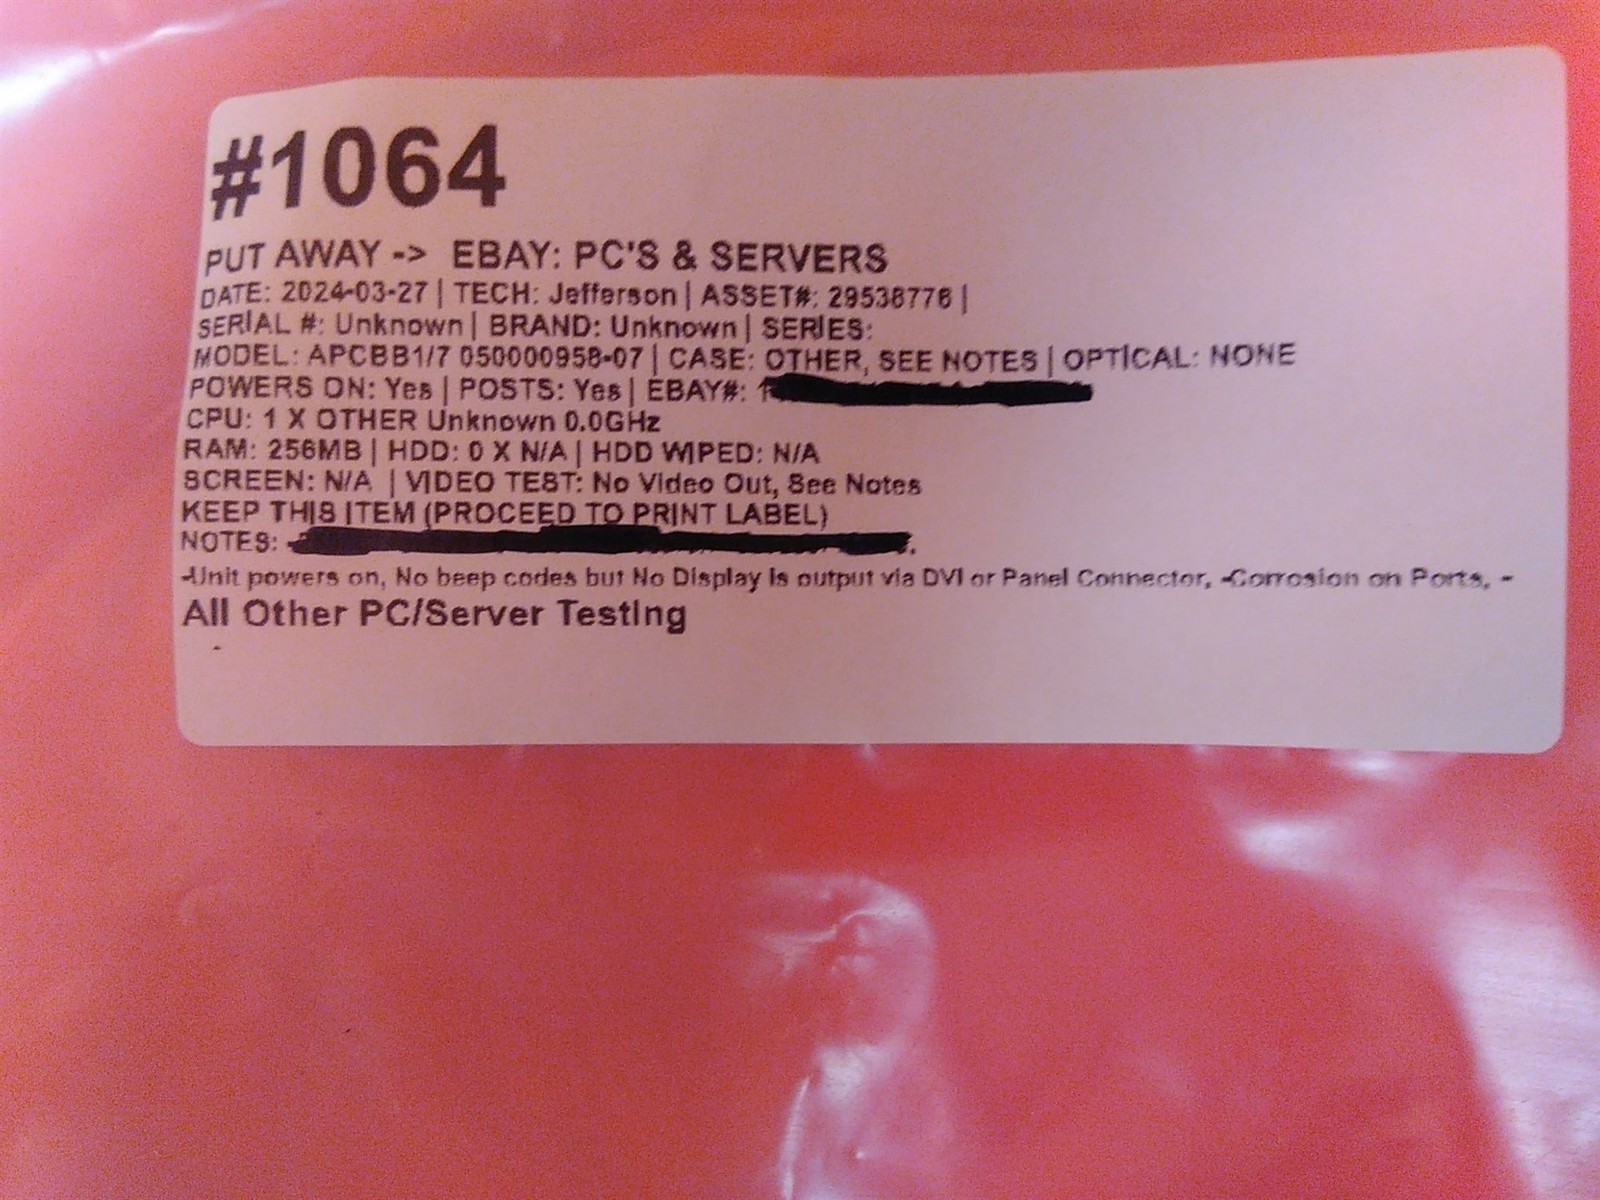 #1064
PUT AWAY -> EBAY: PC'S & SERVERS
DATE: 2024-03-27 | TECH: Jefferson | ASSET#: 29538776 |
SERIAL #: Unknown | BRAND: Unknown | SERIES:
MODEL: APCBB1/7 050000958-07 | CASE: OTHER, SEE NOTES | OPTICAL: NONE
POWERS ON: Yes | POSTS: Yes | EBAY#:
CPU: 1 X OTHER Unknown 0.0GHz
RAM: 256MB | HDD: 0 X N/A | HDD WIPED: N/A
SCREEN: N/A | VIDEO TEST: No Video Out, See Notes
KEEP THIS ITEM (PROCEED TO PRINT LABEL)
NOTES:
-Unit powers on, No beep codes but No Display is output via DVI or Panel Connector, -Corrosion on Ports, -
All Other PC/Server Testing